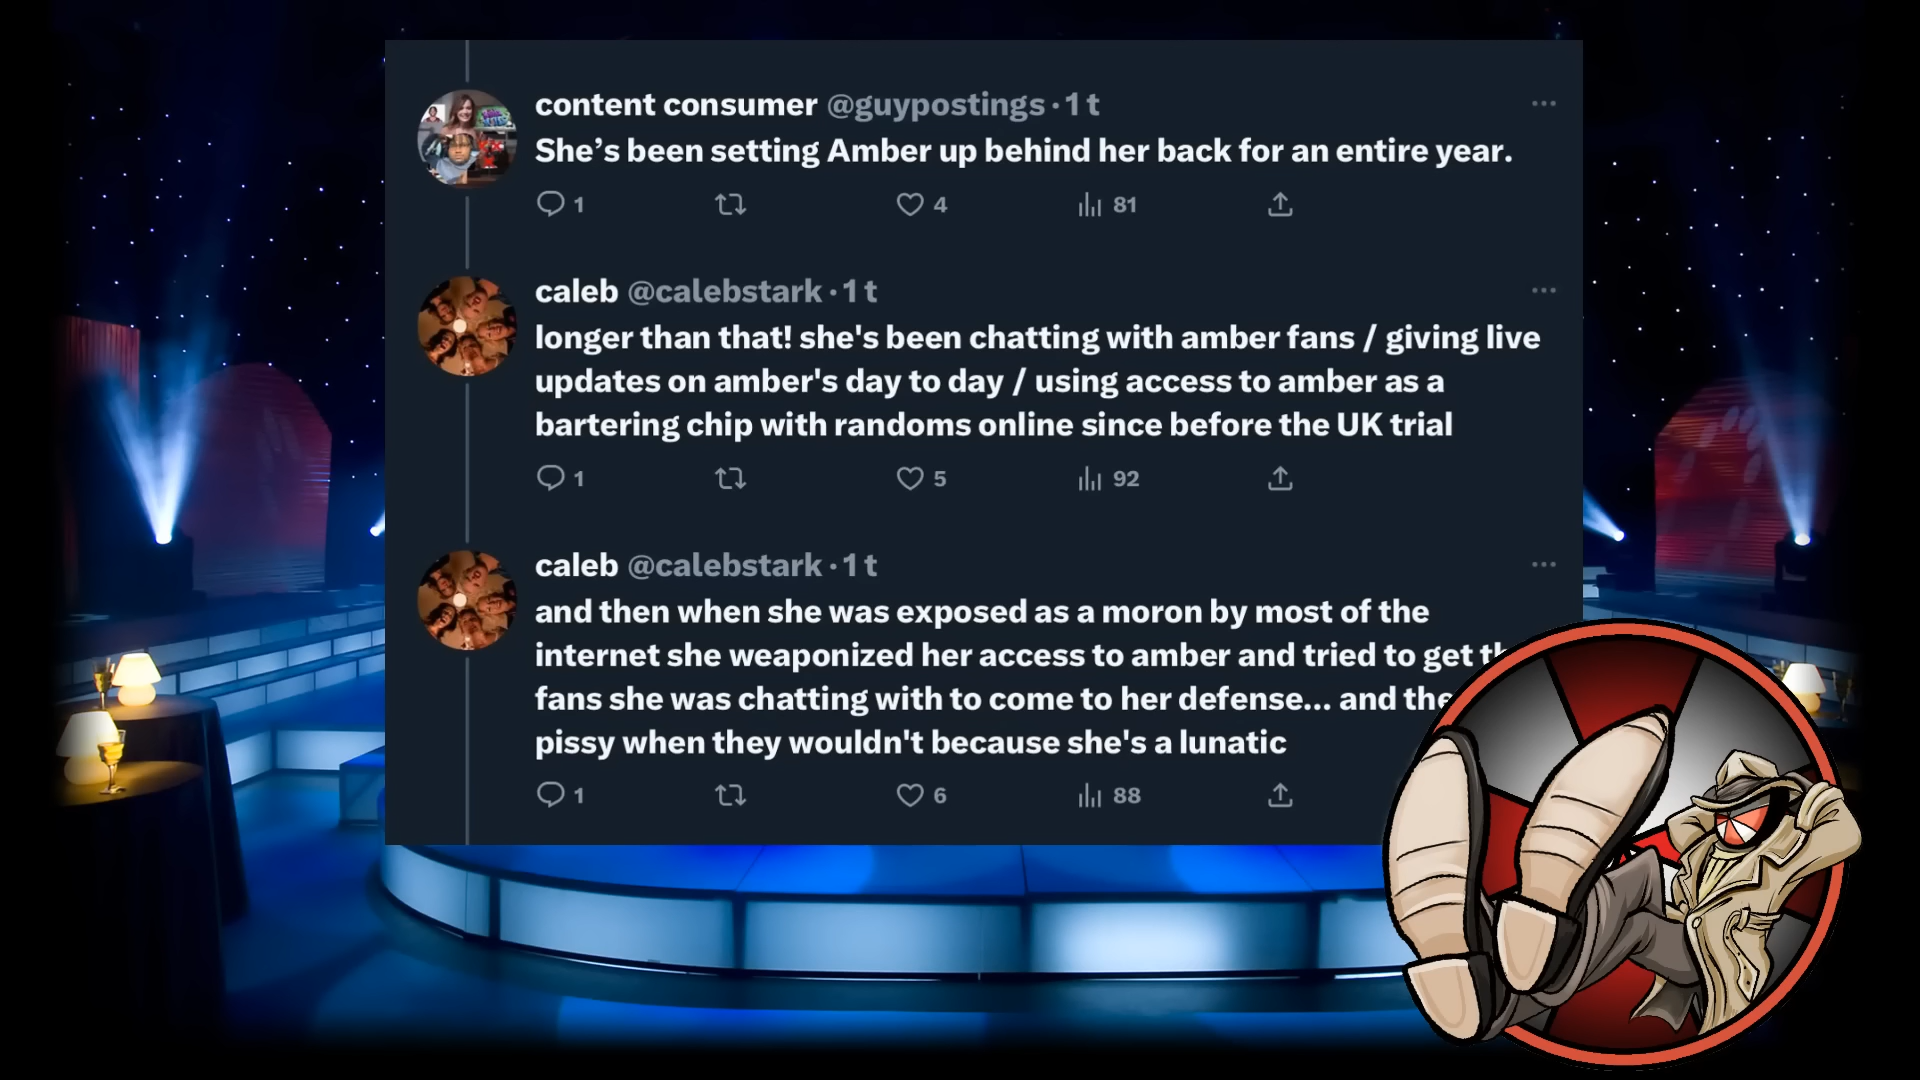 content consumer @guypostings · 1 t
She’s been setting Amber up behind her back for an entire year.
1 4 81
caleb @calebstark · 1 t
longer than that! she's been chatting with amber fans / giving live
updates on amber's day to day / using access to amber as a
bartering chip with randoms online since before the UK trial
1 5 92
caleb @calebstark · 1 t
and then when she was exposed as a moron by most of the
internet she weaponized her access to amber and tried to get
fans she was chatting with to come to her defense... and
pissy when they wouldn't because she's a lunatic
1 6 88